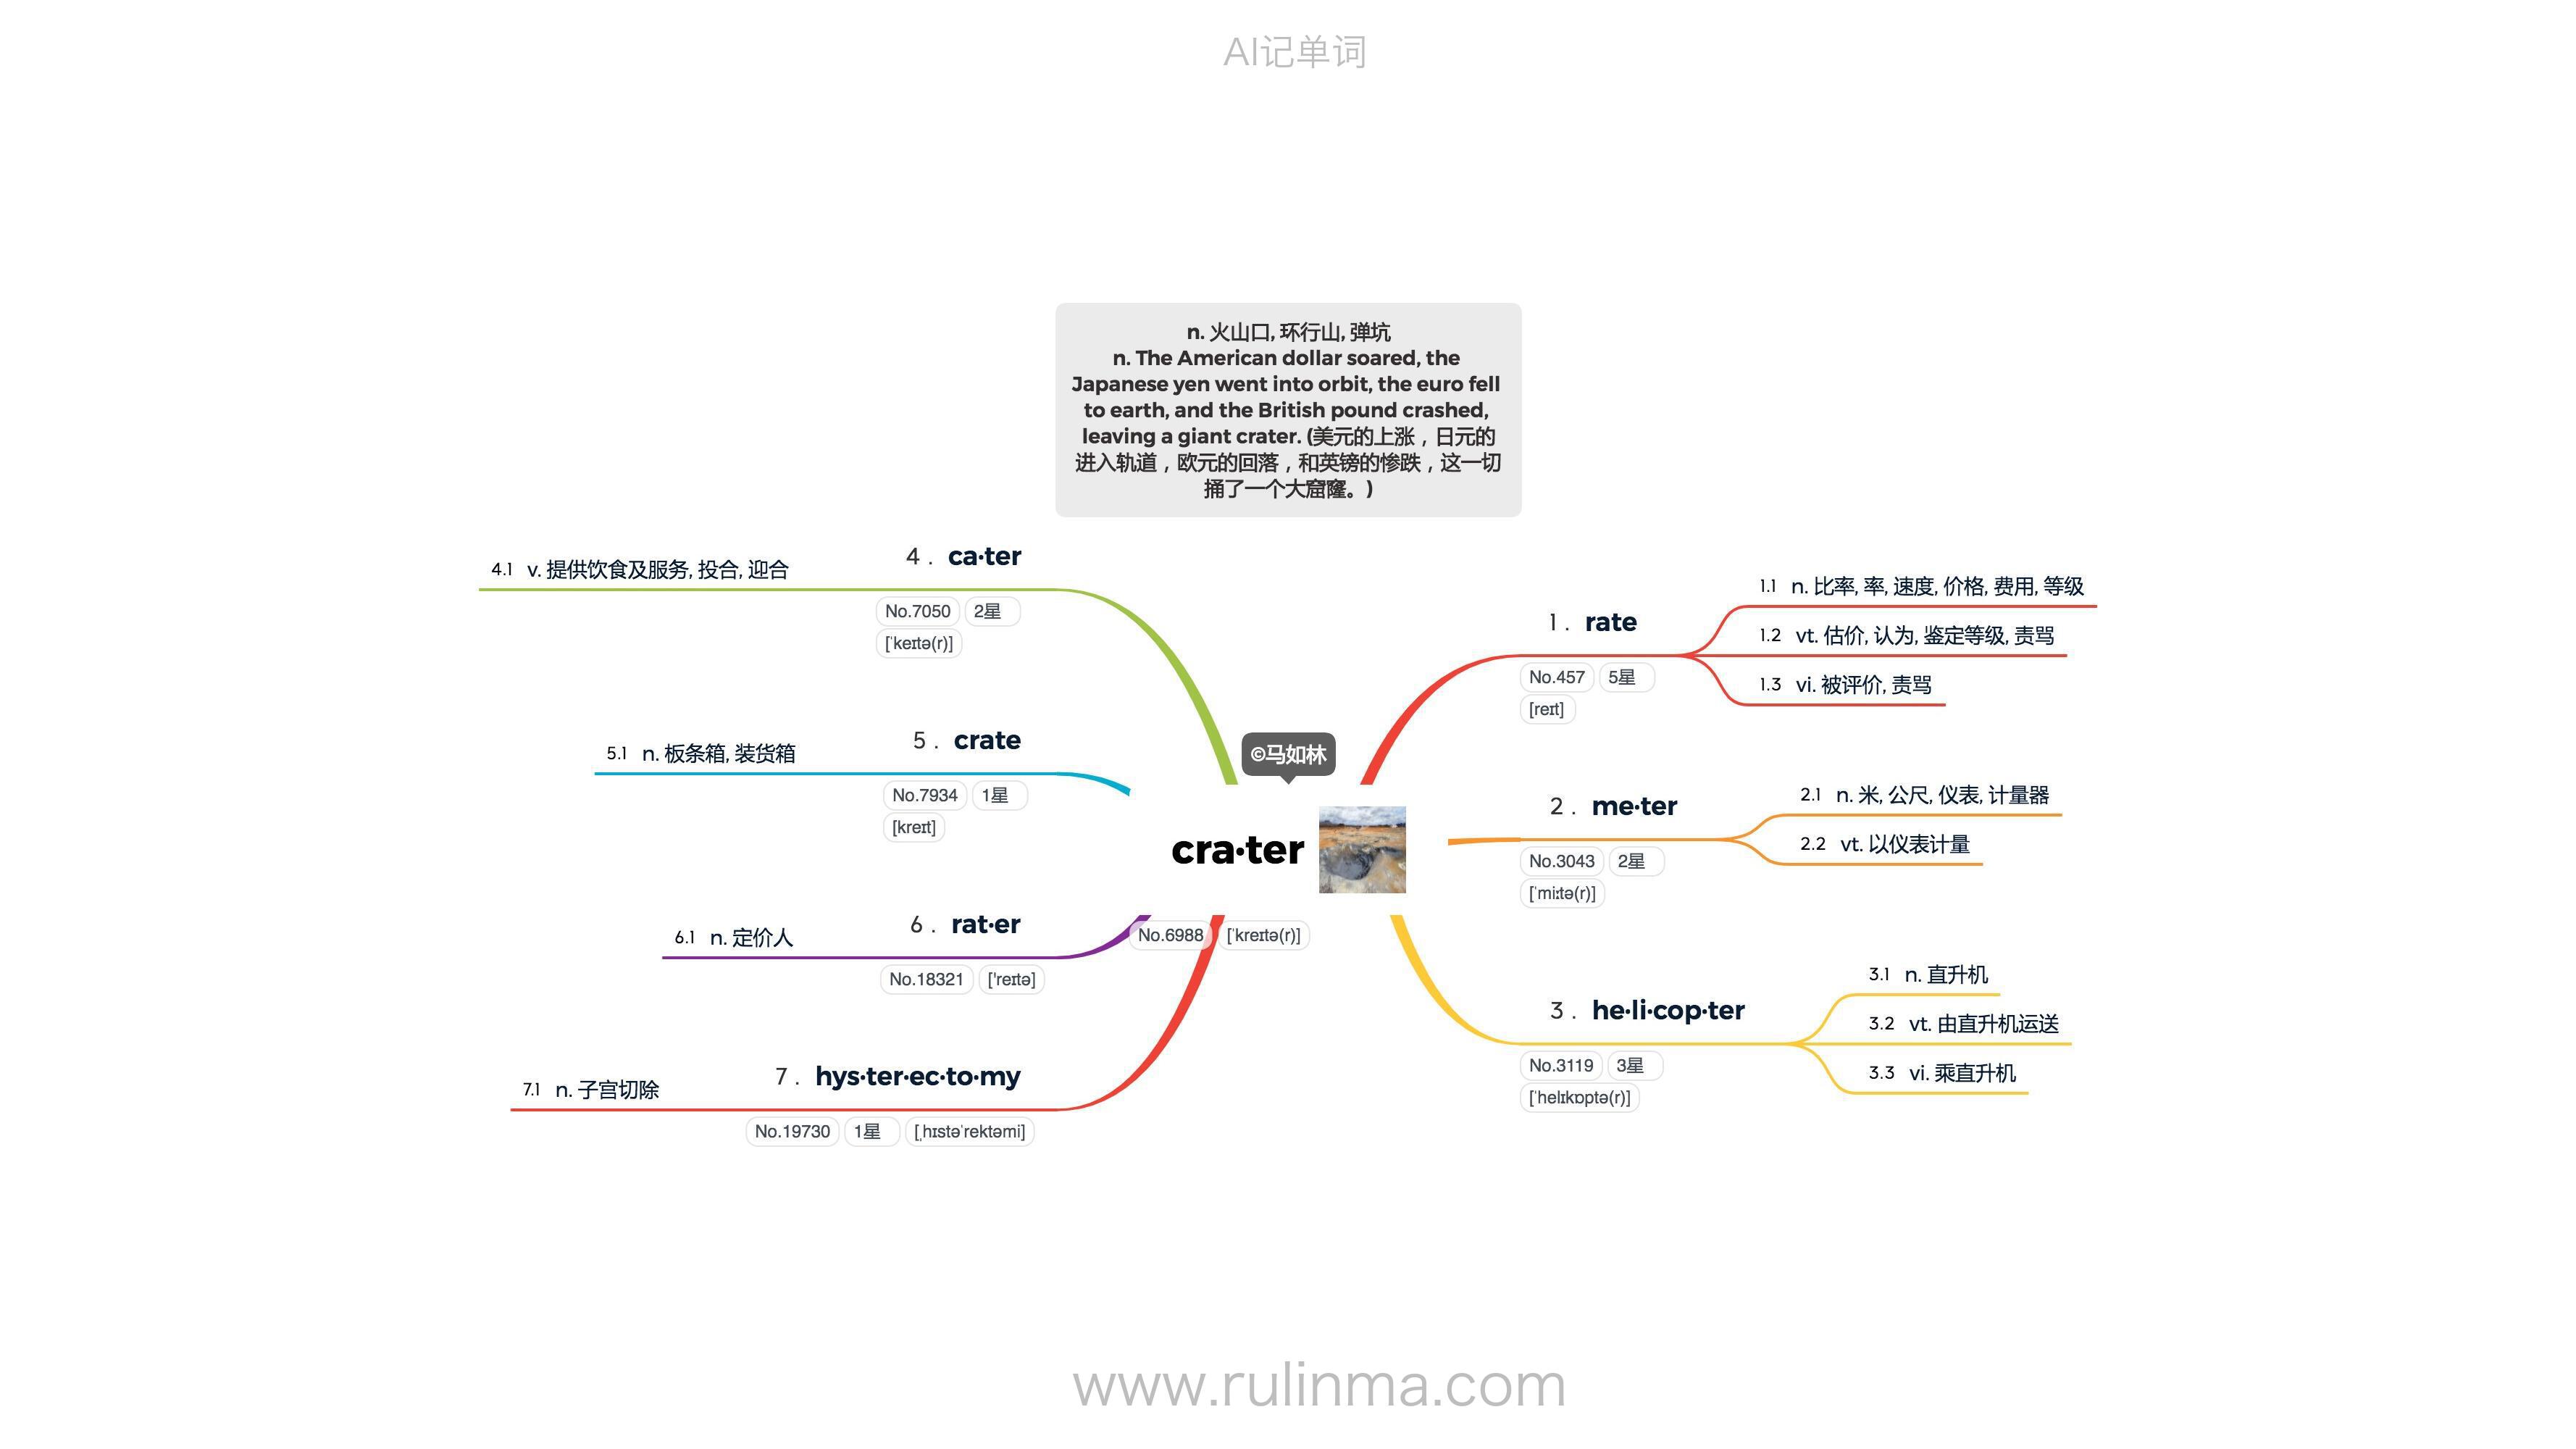 AI记单词
n. 火山口, 环行山, 弹坑
n. The American dollar soared, the
Japanese yen went into orbit, the euro fell
to earth, and the British pound crashed,
leaving a giant crater. (美元的上涨，日元的
进入轨道，欧元的回落，和英镑的惨跌，这一切
捅了一个大窟窿。)
©马如林
cra·ter
No.6988 [ˈkreɪtə(r)]
1. rate
No.457 5星
[reɪt]
1.1 n. 比率, 率, 速度, 价格, 费用, 等级
1.2 vt. 估价, 认为, 鉴定等级, 责骂
1.3 vi. 被评价, 责骂
2. me·ter
No.3043 2星
[ˈmiːtə(r)]
2.1 n. 米, 公尺, 仪表, 计量器
2.2 vt. 以仪表计量
3. he·li·cop·ter
No.3119 3星
[ˈhelɪkɒptə(r)]
3.1 n. 直升机
3.2 vt. 由直升机运送
3.3 vi. 乘直升机
4. ca·ter
No.7050 2星
[ˈkeɪtə(r)]
4.1 v. 提供饮食及服务, 投合, 迎合
5. crate
No.7934 1星
[kreɪt]
5.1 n. 板条箱, 装货箱
6. rat·er
No.18321 ['reɪtə]
6.1 n. 定价人
7. hys·ter·ec·to·my
No.19730 1星 [ˌhɪstəˈrektəmi]
7.1 n. 子宫切除
www.rulinma.com